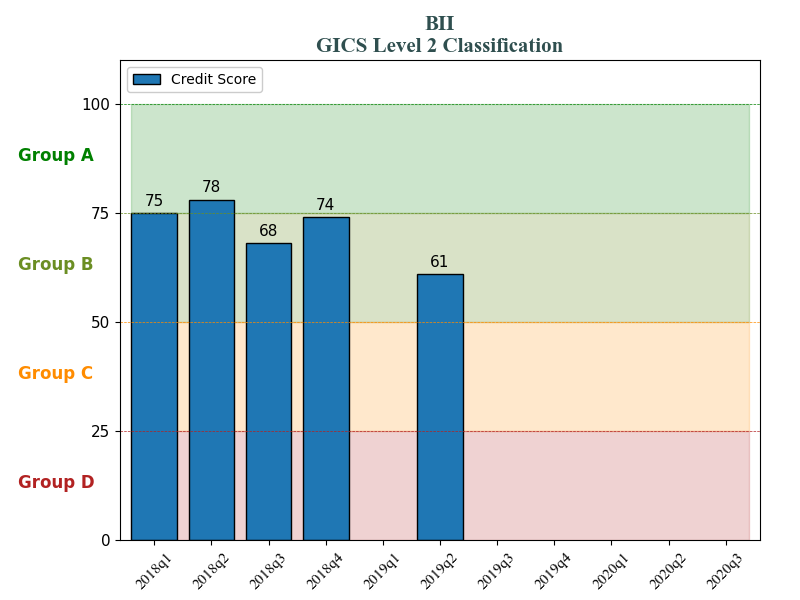 BII
GICS Level 2 Classification
Credit Score
100
Group A
75
78
75
74
68
Group B
61
50
Group C
25
Group D
0
2018q1 2018q2 2018q3 2018q4 2019q1 2019q2 2019q3 2019q4 2020q1 2020q2 2020q3